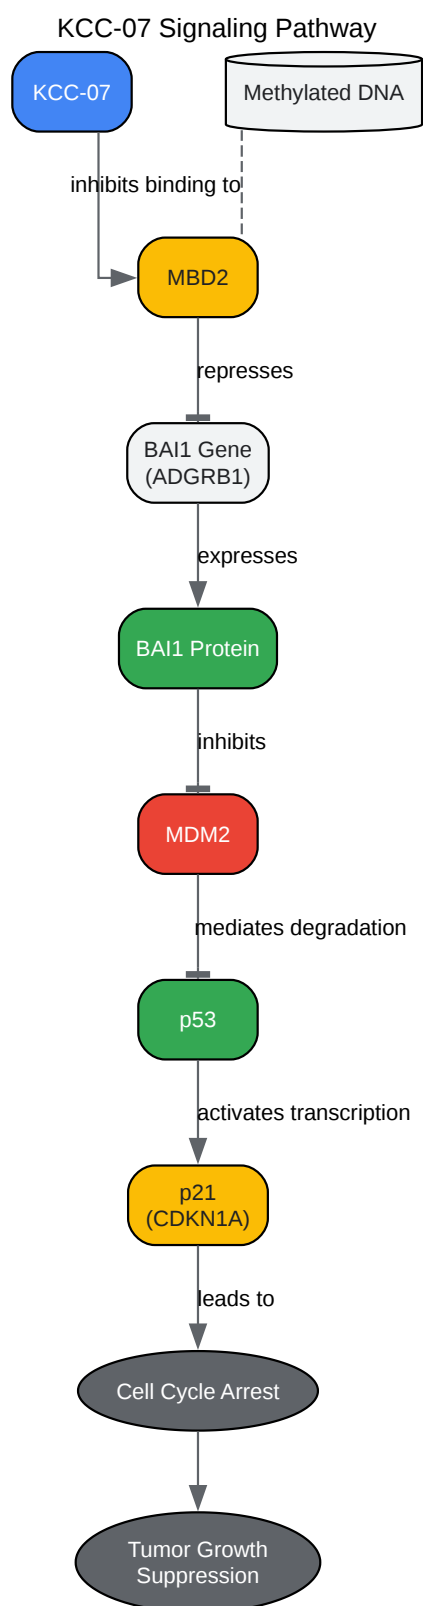 KCC-07 Signaling Pathway
KCC-07
Methylated DNA
inhibits binding to
MBD2
represses
BAI1 Gene
(ADGRB1)
expresses
BAI1 Protein
inhibits
MDM2
mediates degradation
p53
activates transcription
p21
(CDKN1A)
leads to
Cell Cycle Arrest
Tumor Growth
Suppression